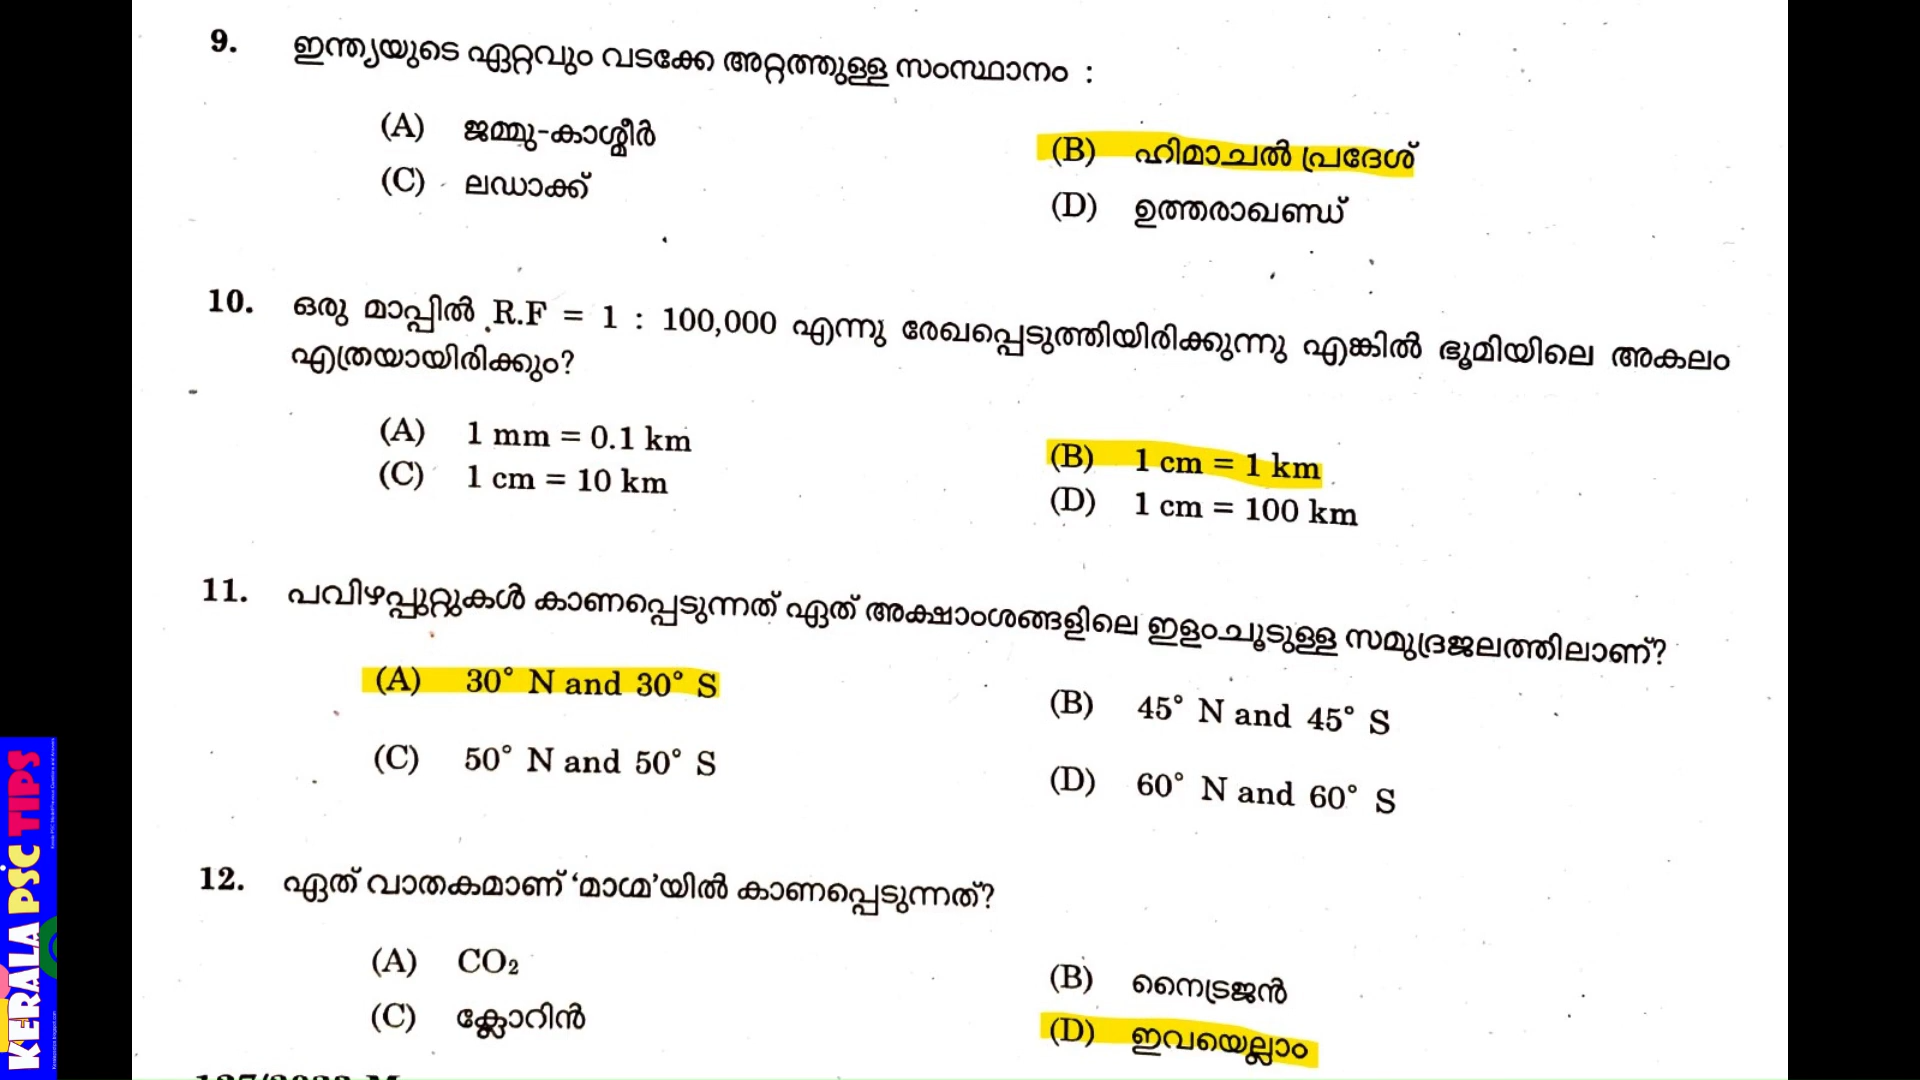 9. ഇന്ത്യയുടെ ഏറ്റവും വടക്കേ അറ്റത്തുള്ള സംസ്ഥാനം :
(A) ജമ്മു-കാശ്മീർ (B) ഹിമാചൽ പ്രദേശ്
(C) ലഡാക്ക് (D) ഉത്തരാഖണ്ഡ്
10. ഒരു മാപ്പിൽ R.F = 1 : 100,000 എന്നു രേഖപ്പെടുത്തിയിരിക്കുന്നു എങ്കിൽ ഭൂമിയിലെ അകലം
എത്രയായിരിക്കും?
(A) 1 mm = 0.1 km (B) 1 cm = 1 km
(C) 1 cm = 10 km (D) 1 cm = 100 km
11. പവിഴപ്പുറ്റുകൾ കാണപ്പെടുന്നത് ഏത് അക്ഷാംശങ്ങളിലെ ഇളംചൂടുള്ള സമുദ്രജലത്തിലാണ്?
(A) 30° N and 30° S (B) 45° N and 45° S
(C) 50° N and 50° S (D) 60° N and 60° S
12. ഏത് വാതകമാണ് ‘മാഗ്മ’യിൽ കാണപ്പെടുന്നത്?
(A) CO₂ (B) നൈട്രജൻ
(C) ക്ലോറിൻ (D) ഇവയെല്ലാം
KERALA PSC TIPS